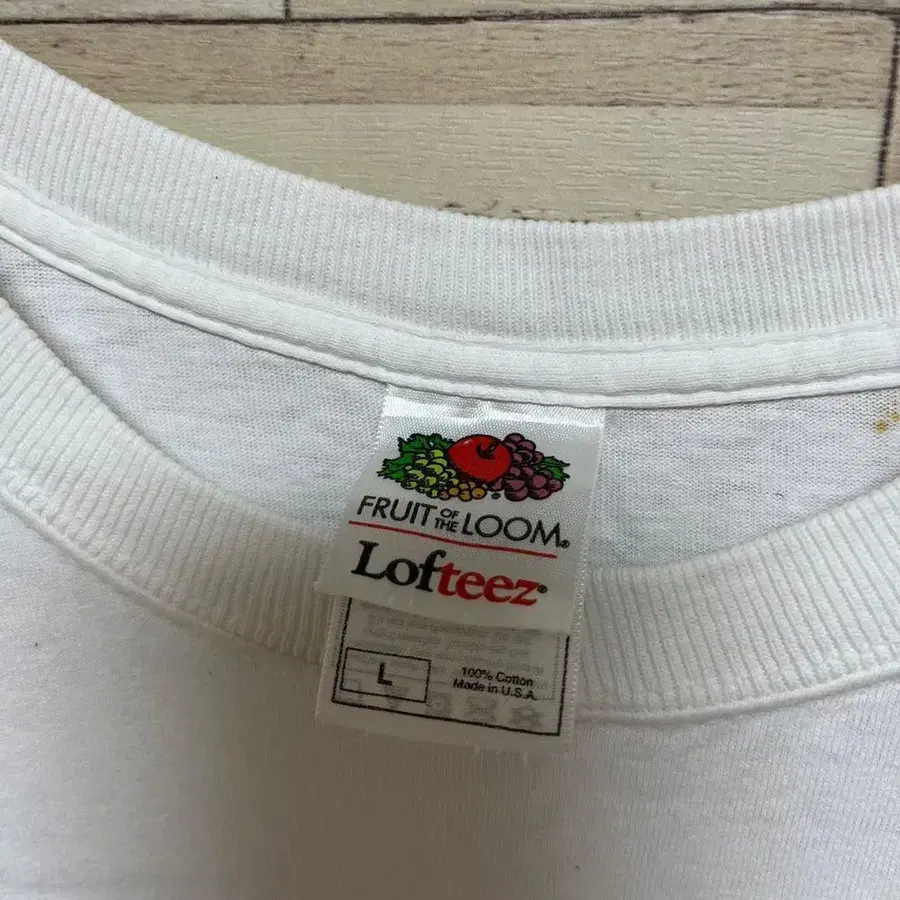 FRUIT OF THE LOOM®
Lofteez®
L
100% Cotton
Made in U.S.A.